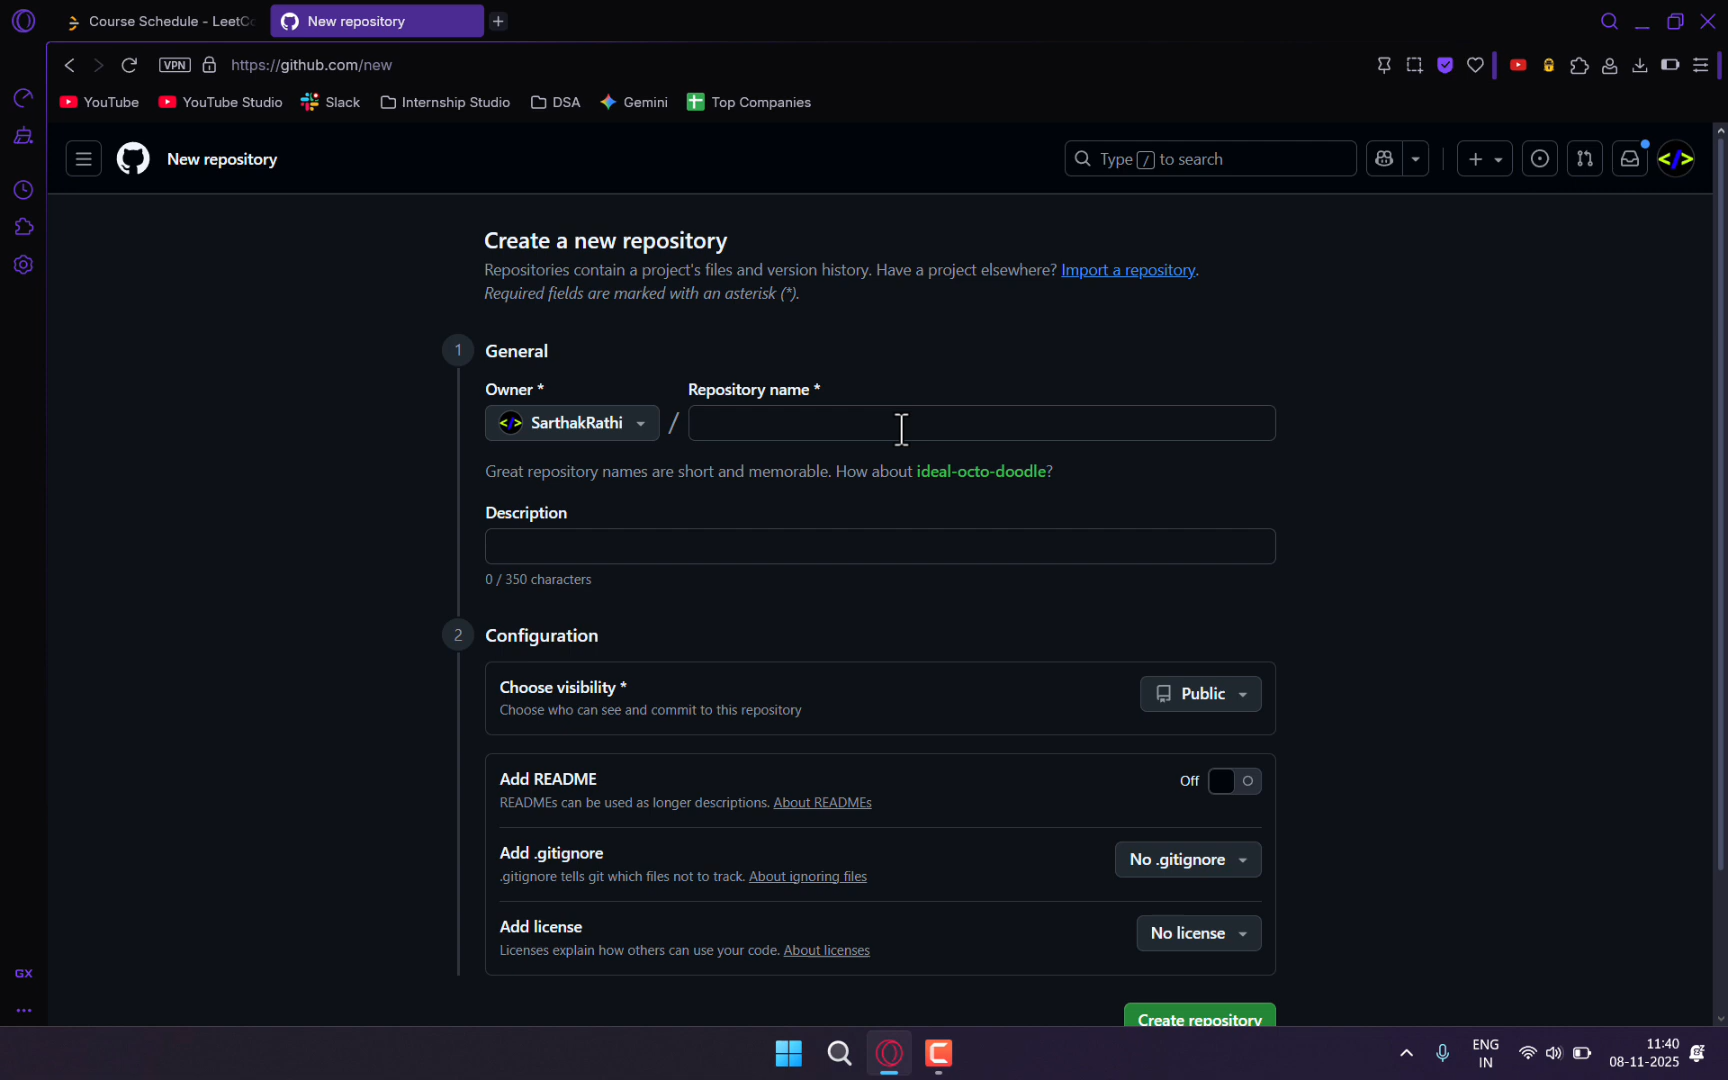 Course Schedule - LeetCo
New repository
VPN
https://github.com/new
YouTube
YouTube Studio
Slack
Internship Studio
DSA
Gemini
Top Companies
New repository
Type / to search
Create a new repository
Repositories contain a project's files and version history. Have a project elsewhere? Import a repository.
Required fields are marked with an asterisk (*).
1 General
Owner * Repository name *
SarthakRathi /
Great repository names are short and memorable. How about ideal-octo-doodle?
Description
0 / 350 characters
2 Configuration
Choose visibility *
Public
Choose who can see and commit to this repository
Add README
Off
READMEs can be used as longer descriptions. About READMEs
Add .gitignore
No .gitignore
.gitignore tells git which files not to track. About ignoring files
Add license
No license
Licenses explain how others can use your code. About licenses
GX
Create repository
ENG
IN
11:40
08-11-2025